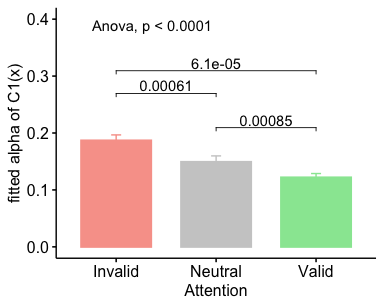 Anova, p < 0.0001
6.1e-05
0.00061
0.00085
fitted alpha of C1(x)
0.4
0.3
0.2
0.1
0.0
Invalid Neutral Valid
Attention